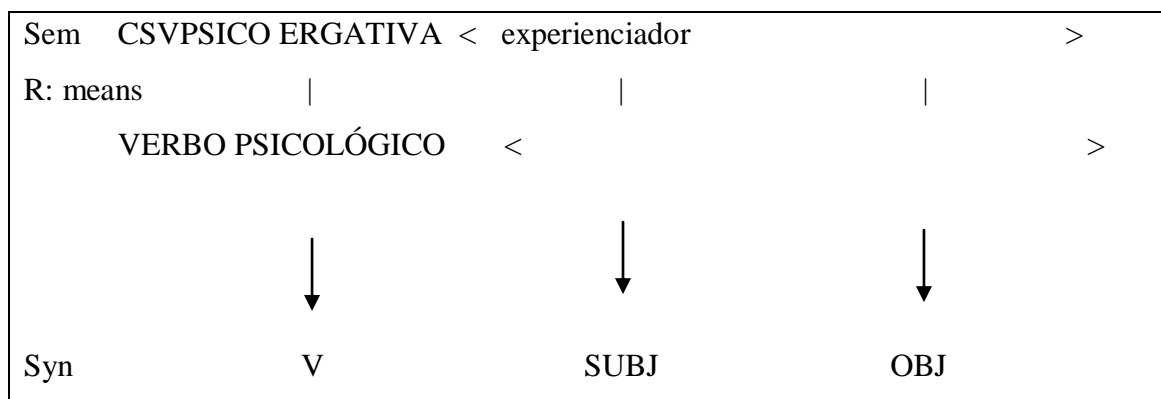 Sem CSVPSICO ERGATIVA < experienciador >
R: means | | |
VERBO PSICOLÓGICO < >
Syn V SUBJ OBJ